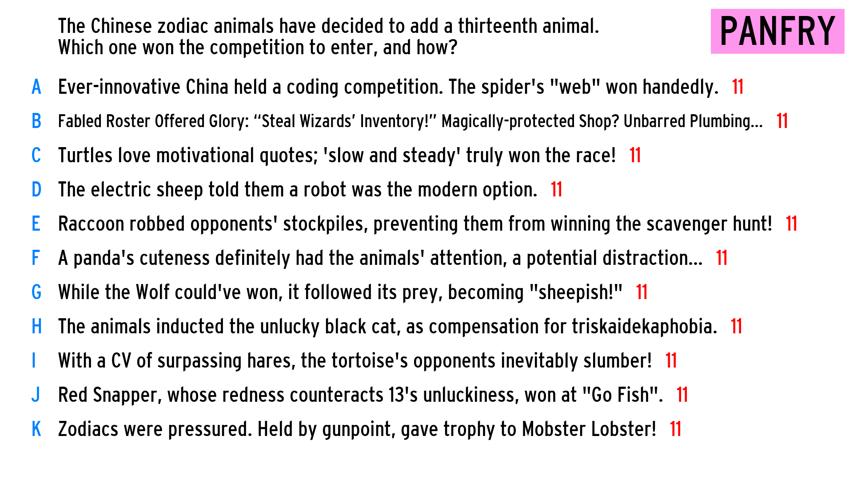 The Chinese zodiac animals have decided to add a thirteenth animal.
Which one won the competition to enter, and how?
PANFRY
A Ever-innovative China held a coding competition. The spider's "web" won handedly. 11
B Fabled Roster Offered Glory: “Steal Wizards’ Inventory!” Magically-protected Shop? Unbarred Plumbing... 11
C Turtles love motivational quotes; 'slow and steady' truly won the race! 11
D The electric sheep told them a robot was the modern option. 11
E Raccoon robbed opponents' stockpiles, preventing them from winning the scavenger hunt! 11
F A panda's cuteness definitely had the animals' attention, a potential distraction... 11
G While the Wolf could've won, it followed its prey, becoming "sheepish!" 11
H The animals inducted the unlucky black cat, as compensation for triskaidekaphobia. 11
I With a CV of surpassing hares, the tortoise's opponents inevitably slumber! 11
J Red Snapper, whose redness counteracts 13's unluckiness, won at "Go Fish". 11
K Zodiacs were pressured. Held by gunpoint, gave trophy to Mobster Lobster! 11